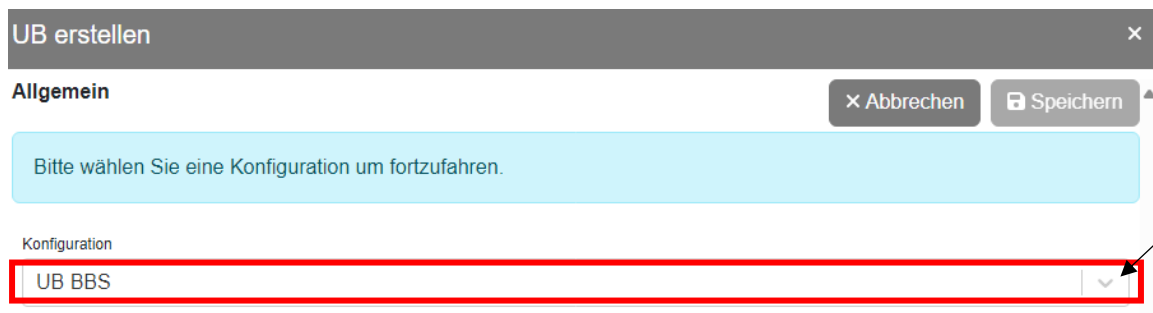 UB erstellen
Allgemein
Abbrechen
Speichern
Bitte wählen Sie eine Konfiguration um fortzufahren.
Konfiguration
UB BBS